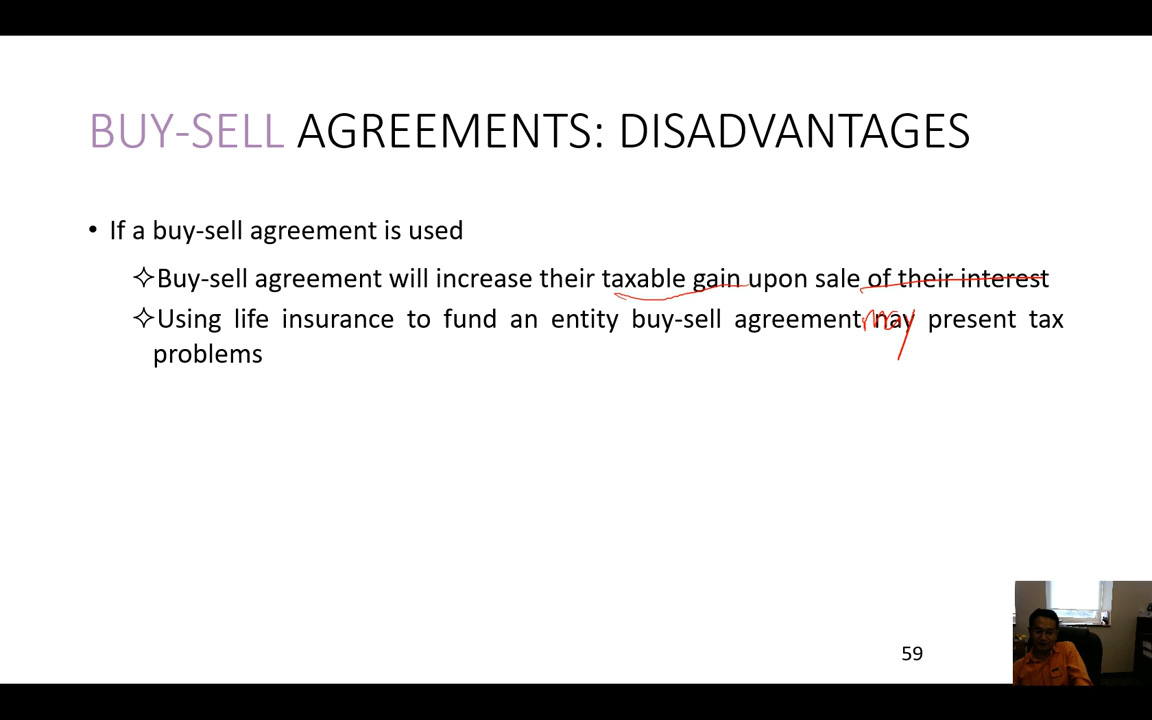 BUY-SELL AGREEMENTS: DISADVANTAGES
• If a buy-sell agreement is used
✧Buy-sell agreement will increase their taxable gain upon sale of their interest
✧Using life insurance to fund an entity buy-sell agreement may present tax
problems
59